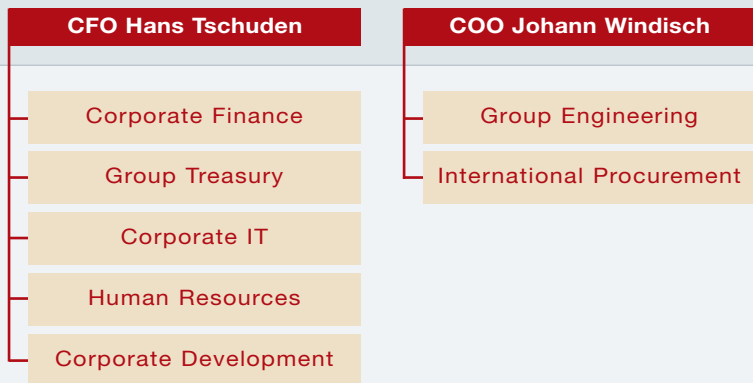 CFO Hans Tschuden
Corporate Finance
Group Treasury
Corporate IT
Human Resources
Corporate Development
COO Johann Windisch
Group Engineering
International Procurement